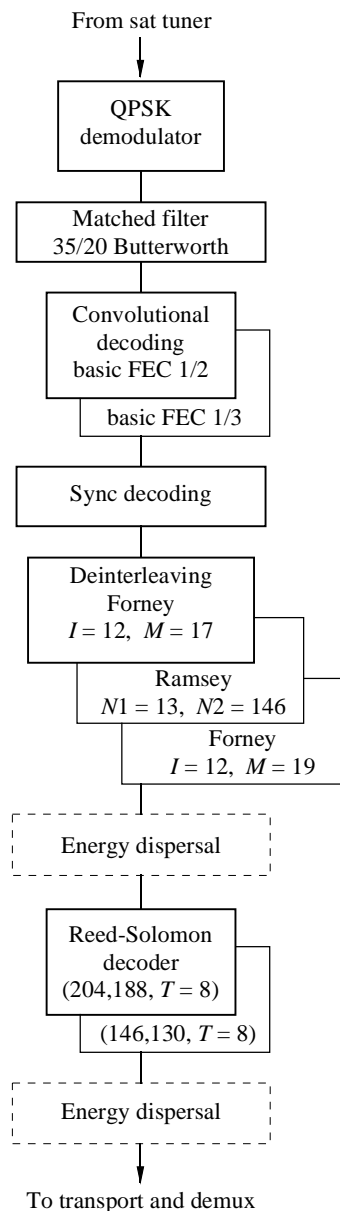 From sat tuner
QPSK
demodulator
Matched filter
35/20 Butterworth
Convolutional
decoding
basic FEC 1/2
basic FEC 1/3
Sync decoding
Deinterleaving
Forney
I = 12, M = 17
Ramsey
N1 = 13, N2 = 146
Forney
I = 12, M = 19
Energy dispersal
Reed-Solomon
decoder
(204,188, T = 8)
(146,130, T = 8)
Energy dispersal
To transport and demux